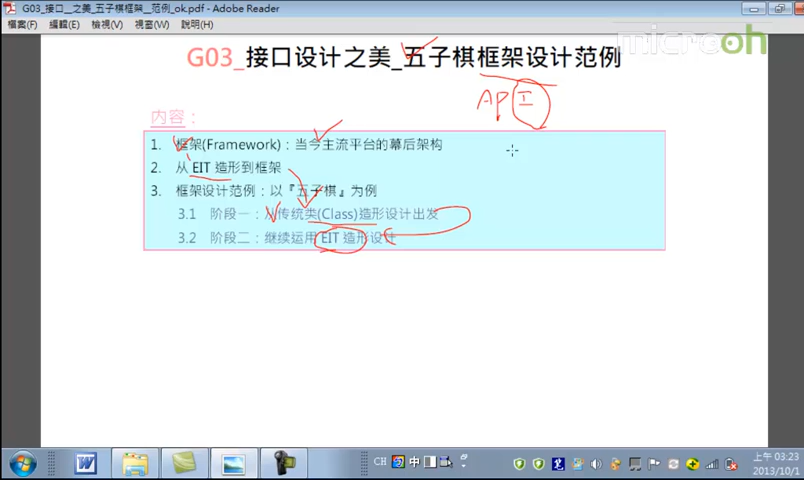 G03_接口__之美_五子棋框架__范例_ok.pdf - Adobe Reader
檔案(F) 編輯(E) 檢視(V) 視窗(W) 說明(H)
microoh
G03_接口设计之美_五子棋框架设计范例
API
内容：
1. 框架(Framework)：当今主流平台的幕后架构
2. 从 EIT 造形到框架
3. 框架设计范例：以『五子棋』为例
3.1 阶段一：从传统类(Class)造形设计出发
3.2 阶段二：继续运用 EIT 造形设计
CH 中
上午 03:23
2013/10/1